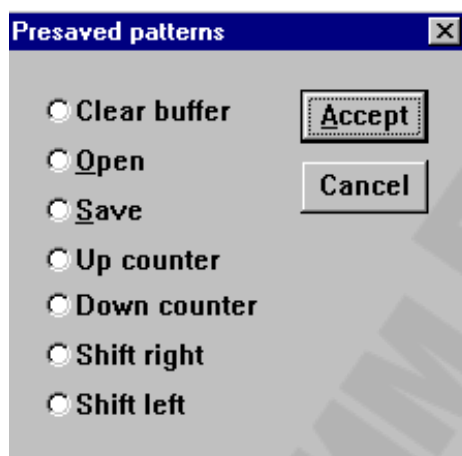 Presaved patterns
Clear buffer
Open
Save
Up counter
Down counter
Shift right
Shift left
Accept
Cancel